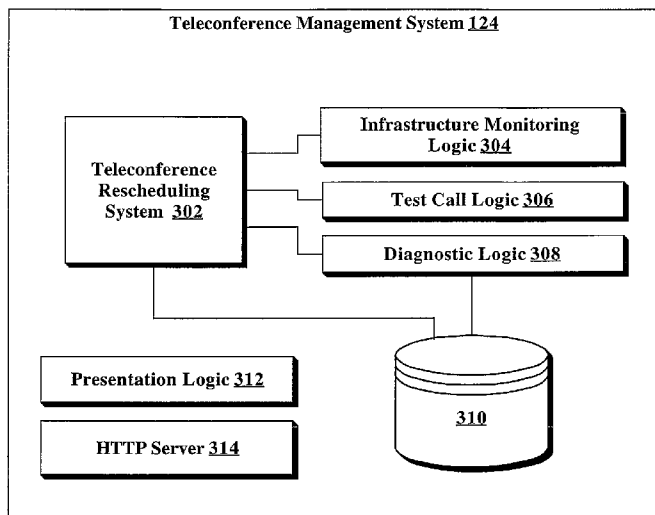 Teleconference Management System 124
Teleconference
Rescheduling
System 302
Infrastructure Monitoring
Logic 304
Test Call Logic 306
Diagnostic Logic 308
Presentation Logic 312
310
HTTP Server 314